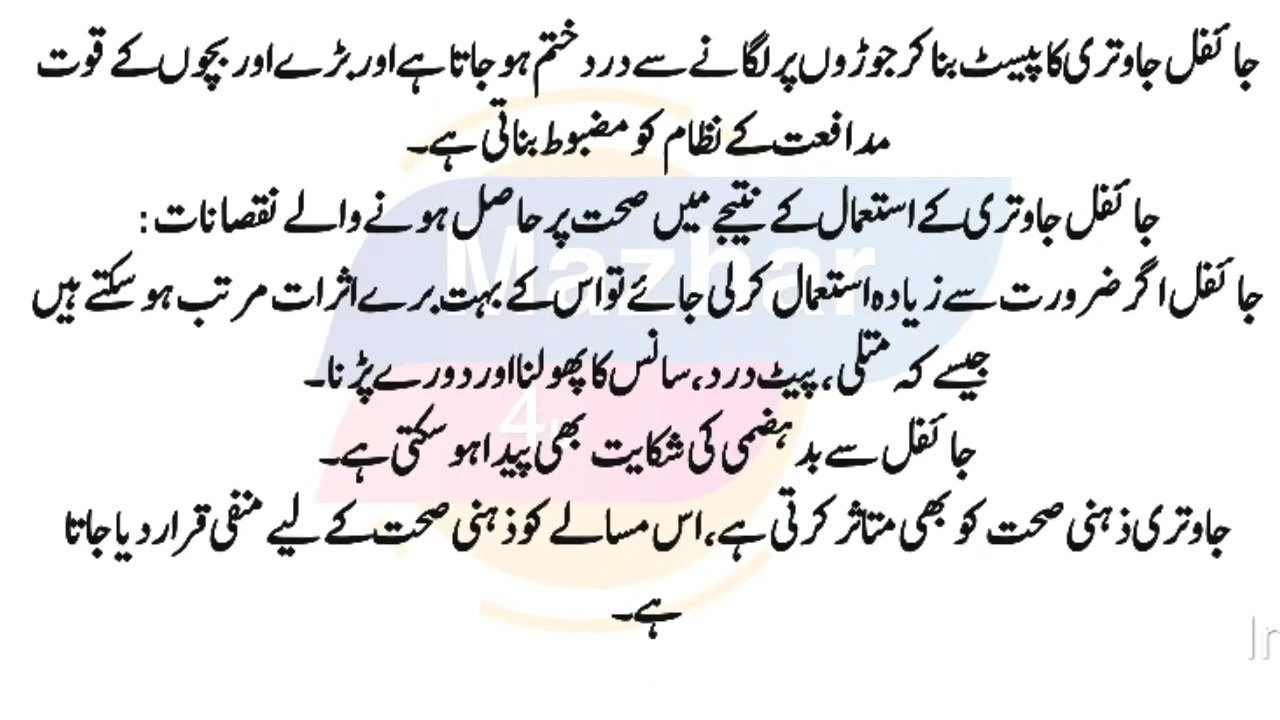 جائفل جاوتری کا پیسٹ بنا کر جوڑوں پر لگانے سے درد ختم ہو جاتا ہے اور بڑے اور بچوں کے قوت
مدافعت کے نظام کو مضبوط بناتی ہے۔
جائفل جاوتری کے استعمال کے نتیجے میں صحت پر حاصل ہونے والے نقصانات :
جائفل اگر ضرورت سے زیادہ استعمال کر لی جائے تو اس کے بہت برے اثرات مرتب ہو سکتے ہیں
جیسے کہ متلی، پیٹ درد، سانس کا پھولنا اور دورے پڑنا۔
جائفل سے بد ہضمی کی شکایت بھی پیدا ہو سکتی ہے۔
جاوتری ذہنی صحت کو بھی متاثر کرتی ہے، اس مسالے کو ذہنی صحت کے لیے منفی قرار دیا جاتا
ہے۔
Mazhar